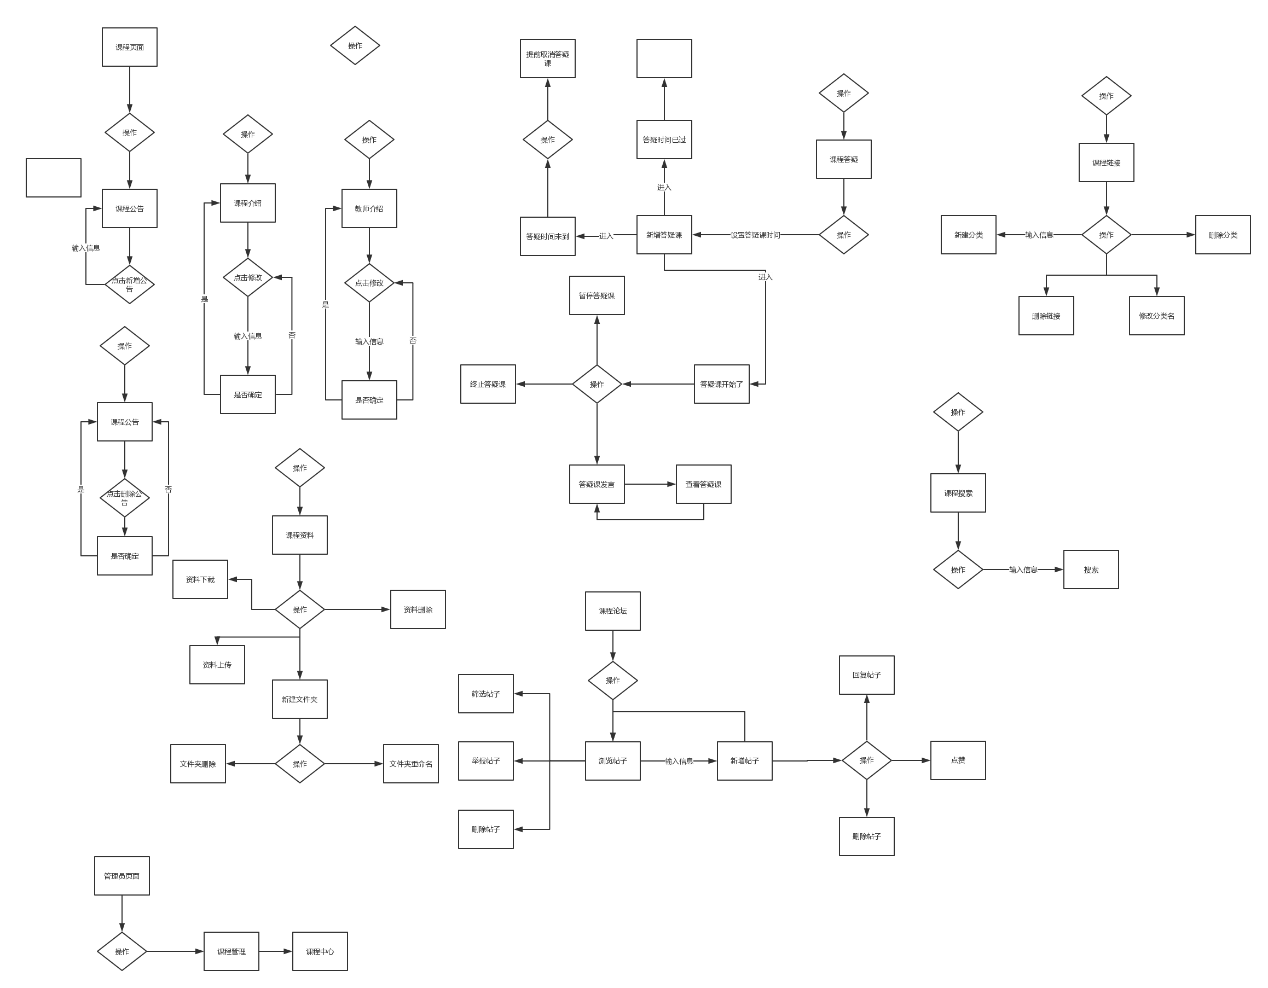 课程页面
操作
课程公告
输入信息
点击新增公
告
操作
操作
课程介绍
点击修改
输入信息
是
否
是否确定
操作
教师介绍
点击修改
输入信息
是
否
是否确定
操作
课程公告
点击删除公
告
是
否
是否确定
提前取消答疑
课
操作
答疑时间未到
进入
答疑时间已过
进入
新增答疑课
设置答疑课时间
操作
课程答疑
操作
进入
暂停答疑课
终止答疑课
操作
答疑课开始了
答疑课发言
查看答疑课
操作
课程链接
新建分类
输入信息
操作
删除分类
删除链接
修改分类名
操作
课程搜索
操作
输入信息
搜索
操作
课程资料
资料下载
操作
资料删除
资料上传
新建文件夹
文件夹删除
操作
文件夹重命名
课程论坛
操作
筛选帖子
举报帖子
删除帖子
浏览帖子
输入信息
新增帖子
回复帖子
操作
点赞
删除帖子
管理员页面
操作
课程管理
课程中心